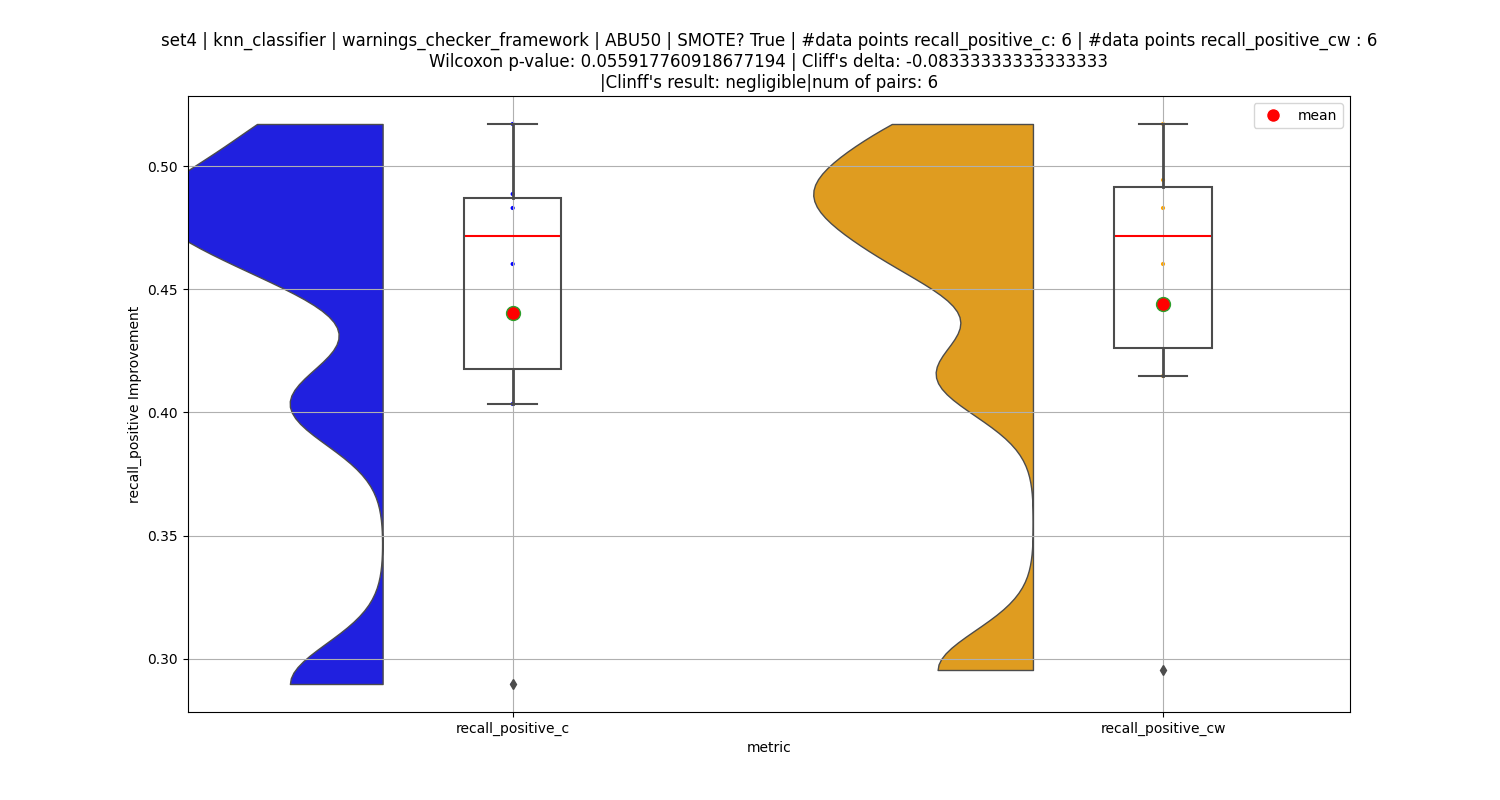 set4 | knn_classifier | warnings_checker_framework | ABU50 | SMOTE? True | #data points recall_positive_c: 6 | #data points recall_positive_cw : 6
Wilcoxon p-value: 0.055917760918677194 | Cliff's delta: -0.08333333333333333
|Clinff's result: negligible|num of pairs: 6
mean
0.50
0.45
0.40
0.35
0.30
recall_positive Improvement
recall_positive_c
recall_positive_cw
metric